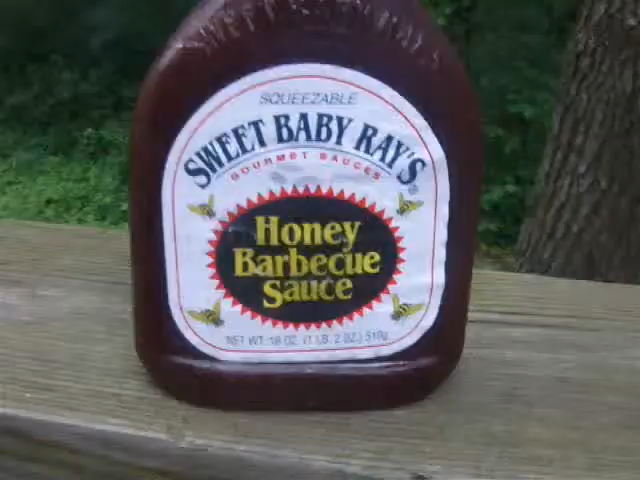 SQUEEZABLE
SWEET BABY RAY'S®
GOURMET SAUCES
Honey
Barbecue
Sauce
NET WT. 18 OZ. (1 LB. 2 OZ.) 510g